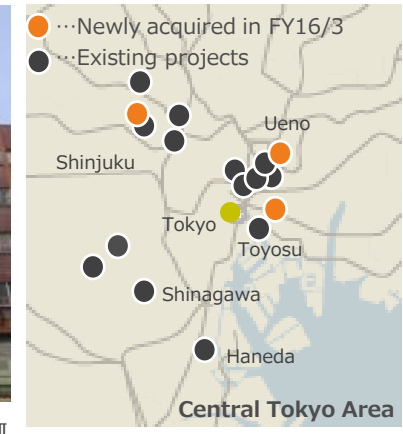 …Newly acquired in FY16/3
…Existing projects
Ueno
Shinjuku
Tokyo
Toyosu
Shinagawa
Haneda
Central Tokyo Area